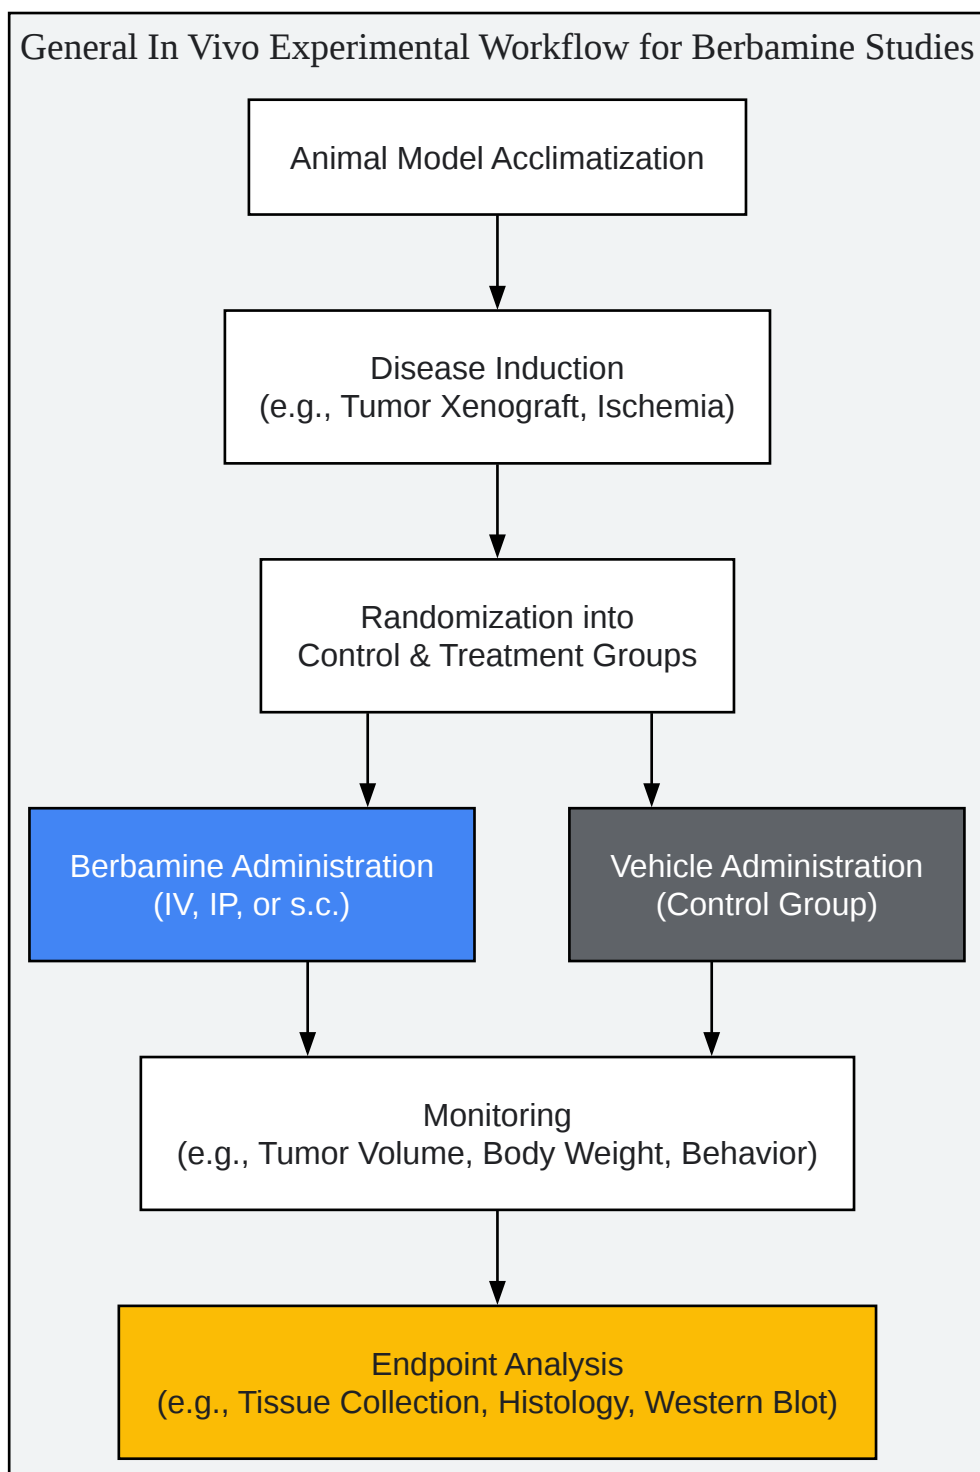 General In Vivo Experimental Workflow for Berbamine Studies
Animal Model Acclimatization
Disease Induction
(e.g., Tumor Xenograft, Ischemia)
Randomization into
Control & Treatment Groups
Berbamine Administration
(IV, IP, or s.c.)
Vehicle Administration
(Control Group)
Monitoring
(e.g., Tumor Volume, Body Weight, Behavior)
Endpoint Analysis
(e.g., Tissue Collection, Histology, Western Blot)